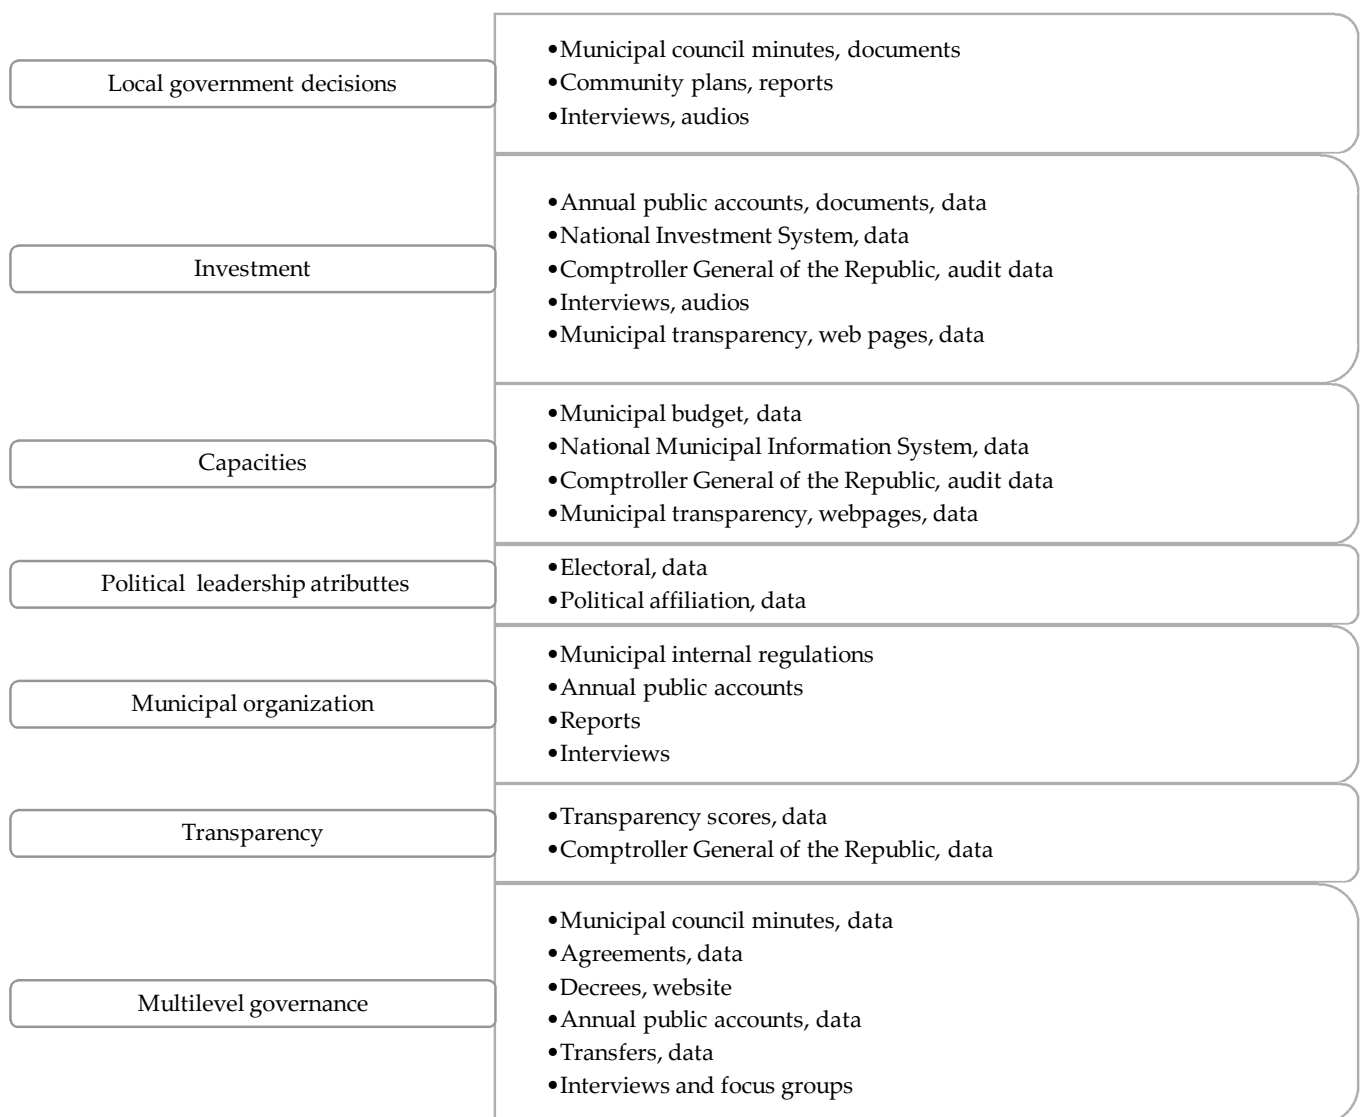 Local government decisions
•Municipal council minutes, documents
•Community plans, reports
•Interviews, audios
Investment
•Annual public accounts, documents, data
•National Investment System, data
•Comptroller General of the Republic, audit data
•Interviews, audios
•Municipal transparency, web pages, data
Capacities
•Municipal budget, data
•National Municipal Information System, data
•Comptroller General of the Republic, audit data
•Municipal transparency, webpages, data
Political leadership atributtes
•Electoral, data
•Political affiliation, data
Municipal organization
•Municipal internal regulations
•Annual public accounts
•Reports
•Interviews
Transparency
•Transparency scores, data
•Comptroller General of the Republic, data
Multilevel governance
•Municipal council minutes, data
•Agreements, data
•Decrees, website
•Annual public accounts, data
•Transfers, data
•Interviews and focus groups